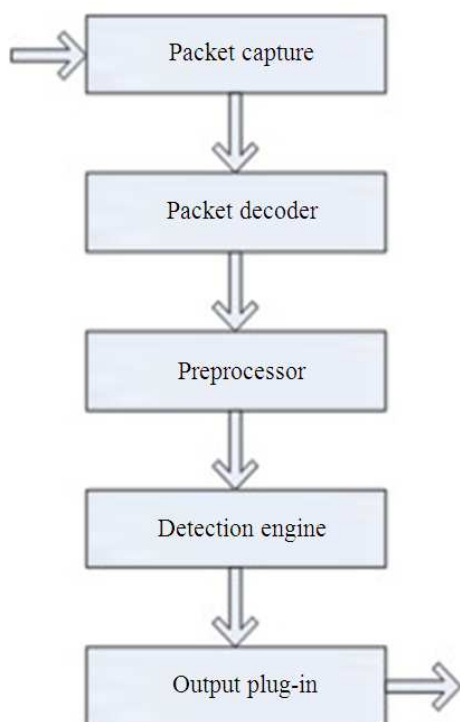 Packet capture
Packet decoder
Preprocessor
Detection engine
Output plug-in